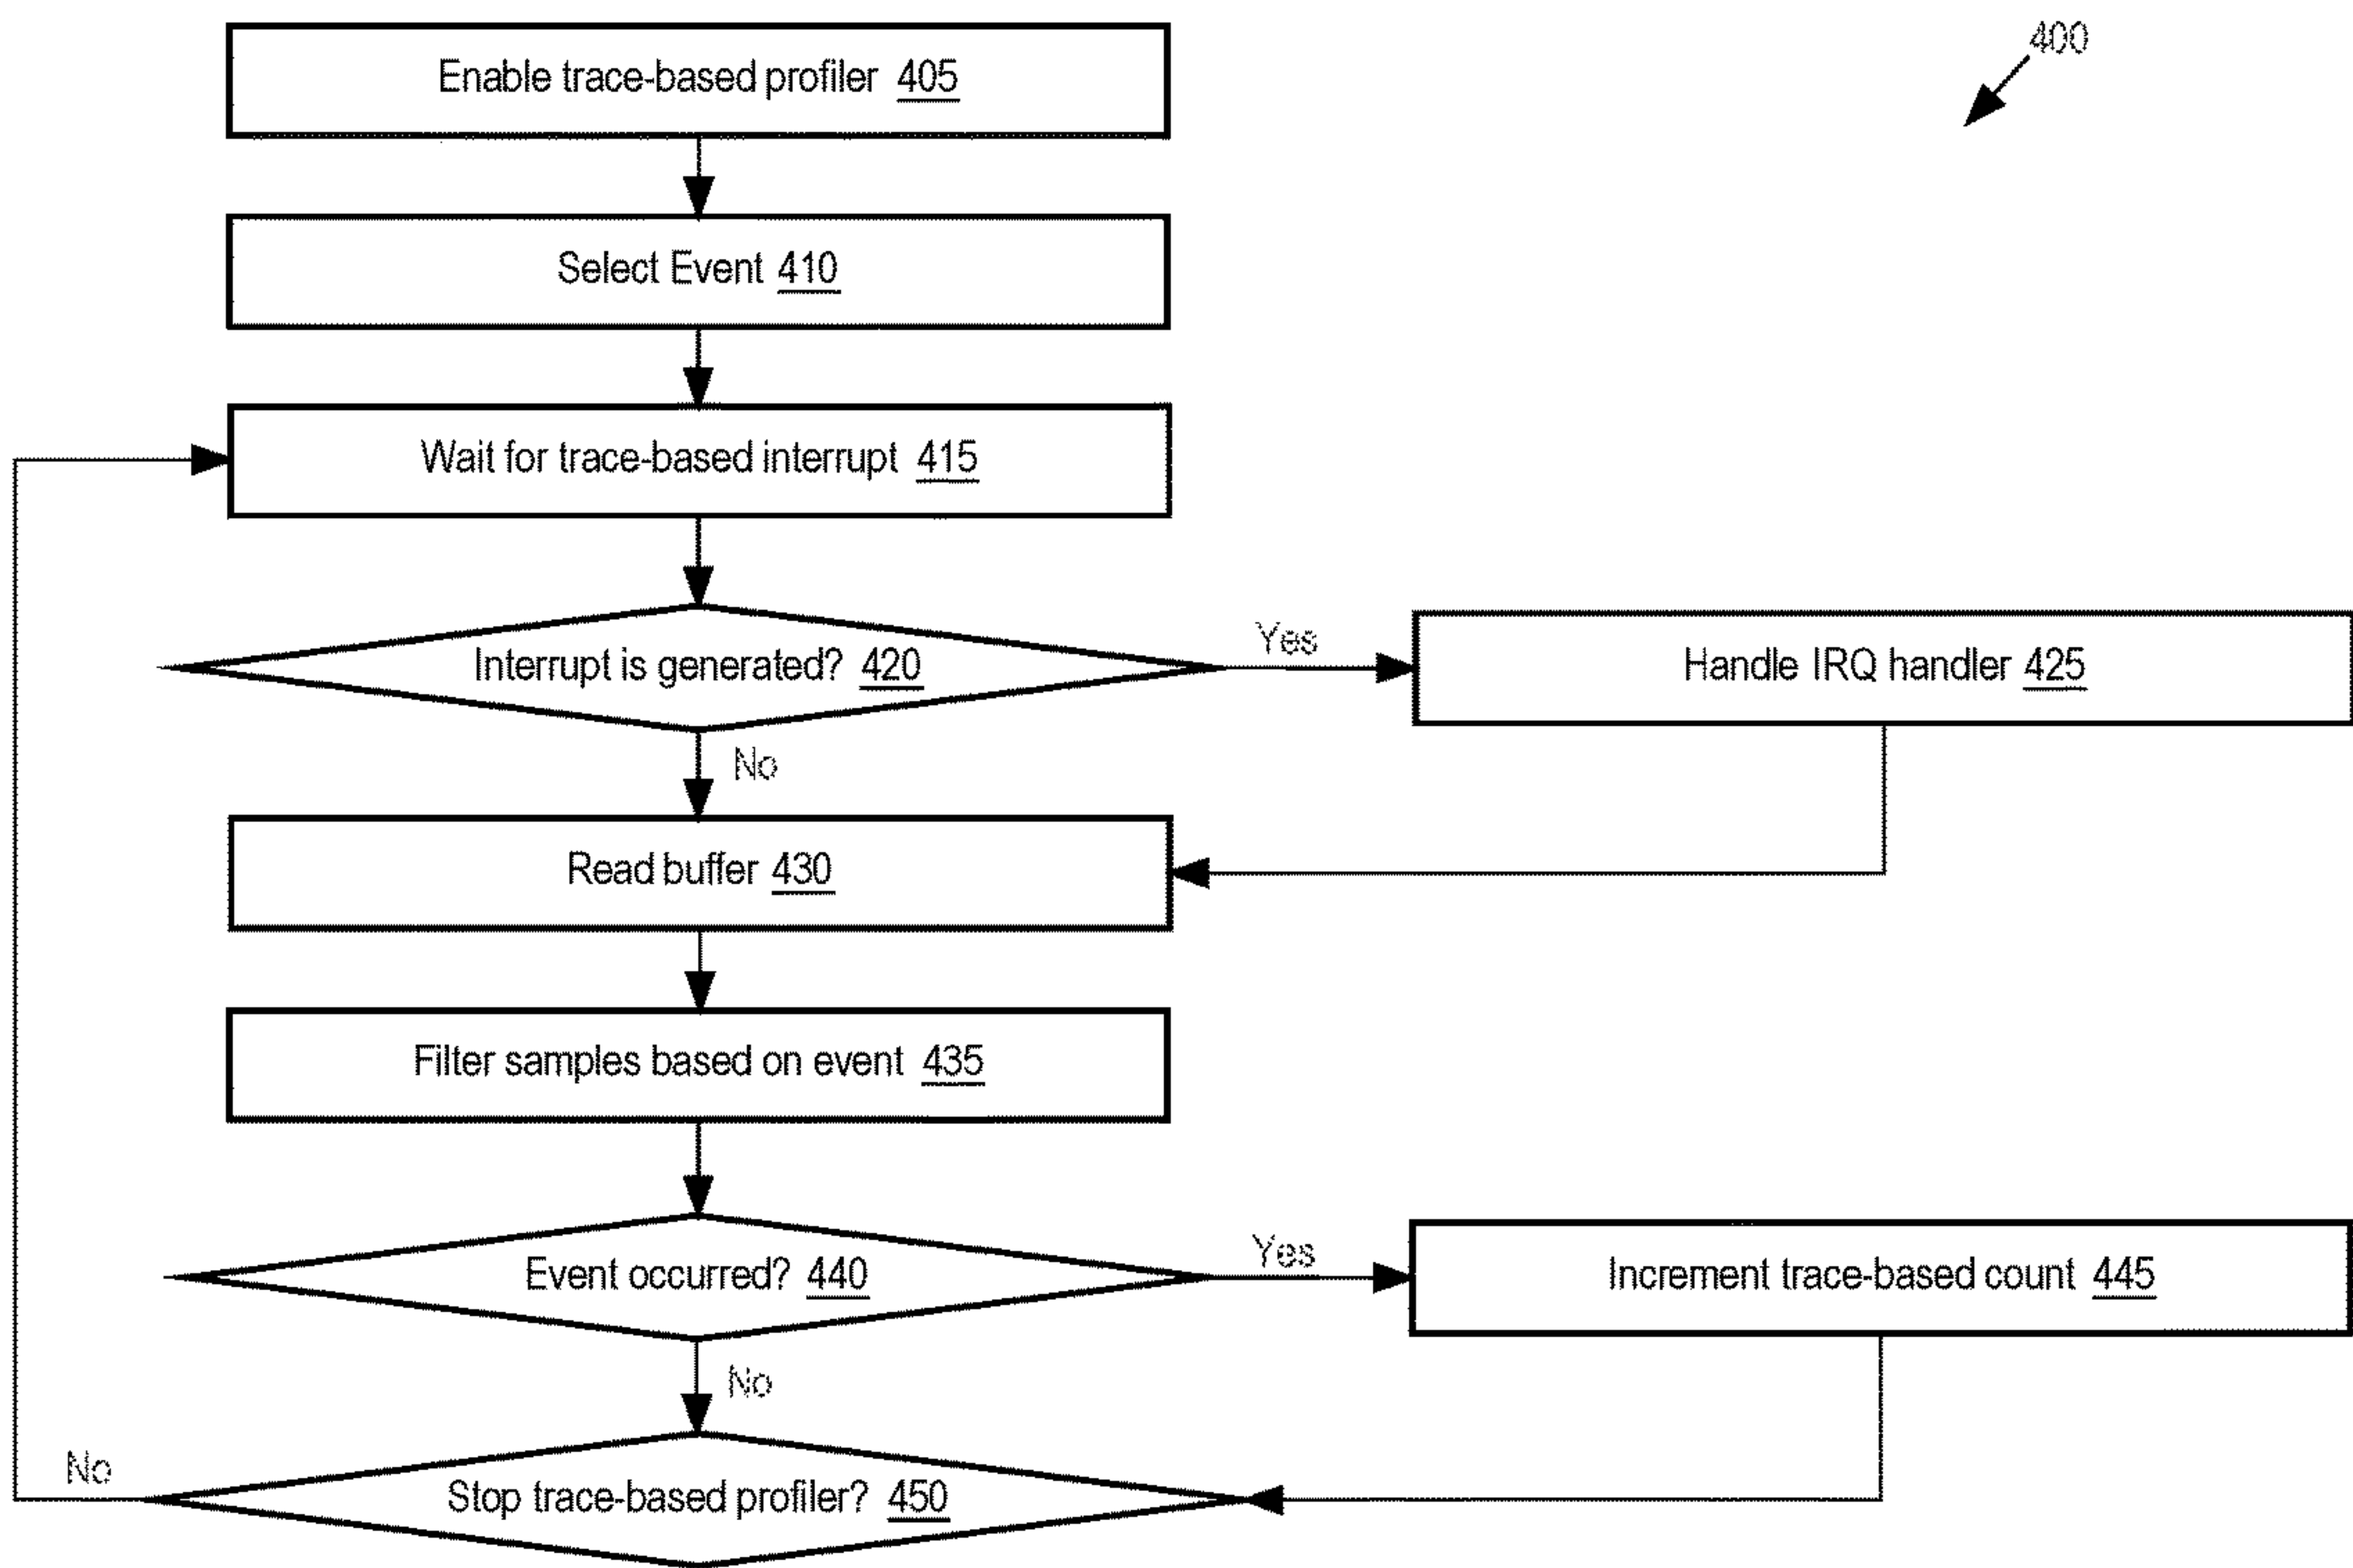 400
Enable trace-based profiler 405
Select Event 410
Wait for trace-based interrupt 415
Interrupt is generated? 420
Yes
Handle IRQ handler 425
No
Read buffer 430
Filter samples based on event 435
Event occurred? 440
Yes
Increment trace-based count 445
No
Stop trace-based profiler? 450
No